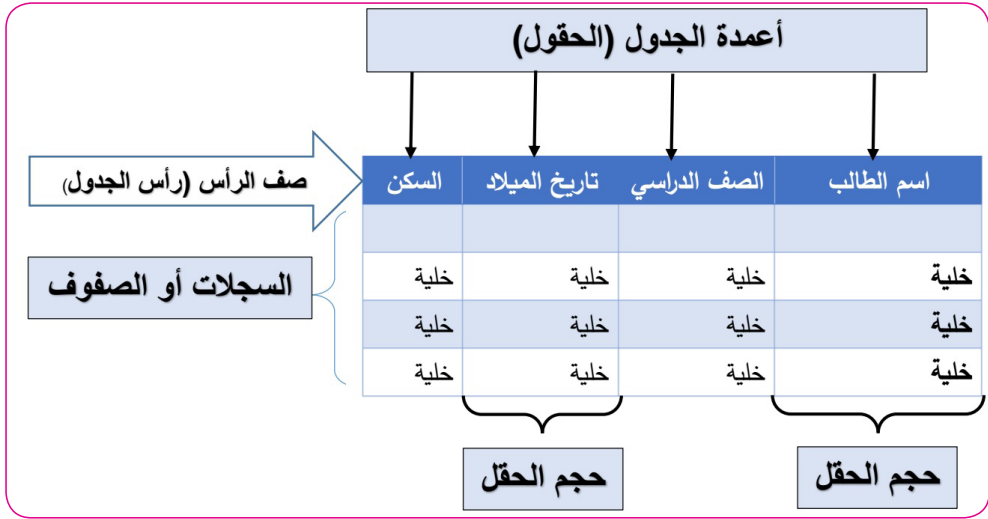 أعمدة الجدول (الحقول)
صف الرأس (رأس الجدول)
اسم الطالب الصف الدراسي تاريخ الميلاد السكن
السجلات أو الصفوف
خلية خلية خلية خلية
خلية خلية خلية خلية
خلية خلية خلية خلية
حجم الحقل
حجم الحقل